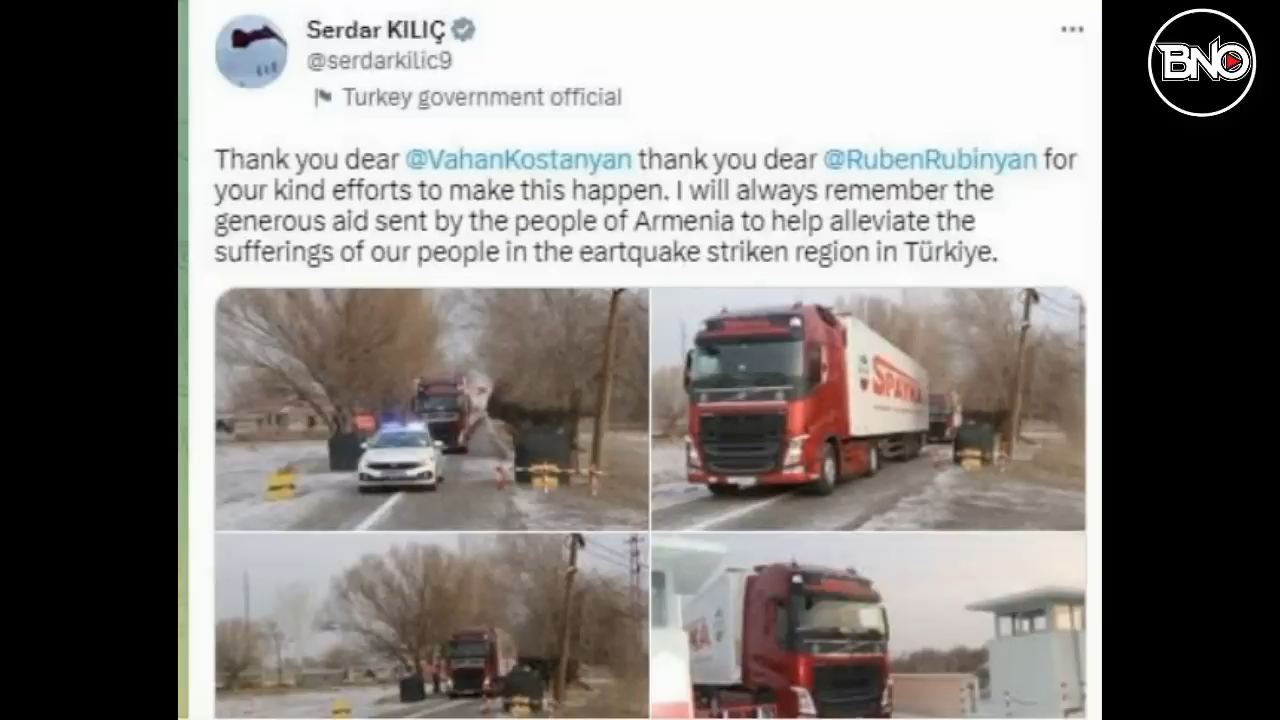 Serdar KILIÇ
@serdarkilic9
Turkey government official
BNO
Thank you dear @VahanKostanyan thank you dear @RubenRubinyan for
your kind efforts to make this happen. I will always remember the
generous aid sent by the people of Armenia to help alleviate the
sufferings of our people in the eartquake striken region in Türkiye.
SPAYKA